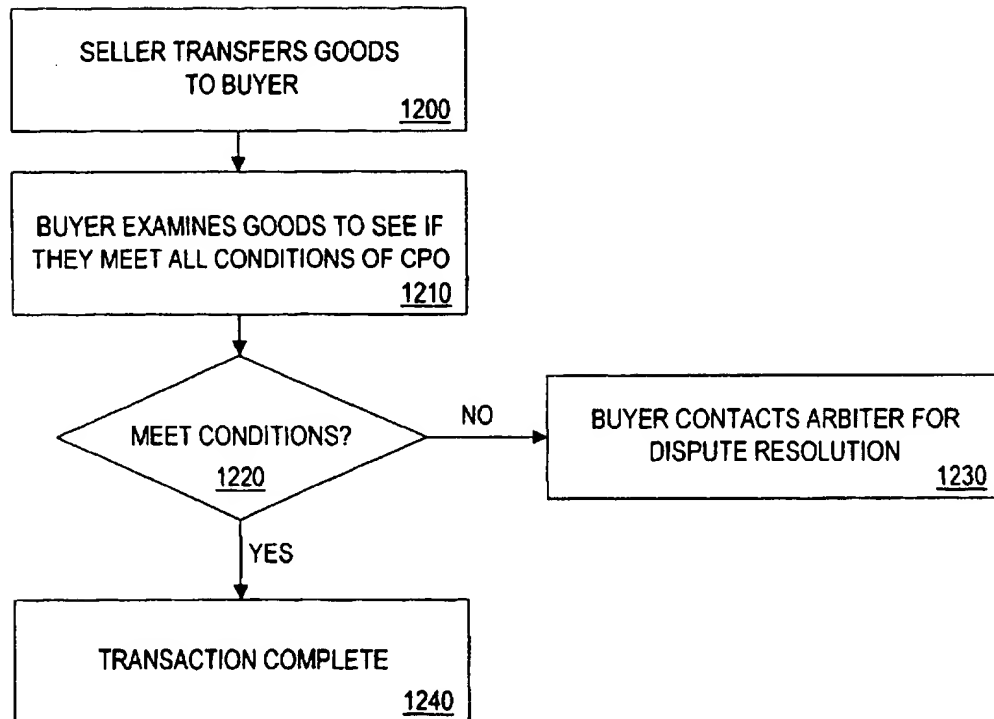 SELLER TRANSFERS GOODS
TO BUYER
1200
BUYER EXAMINES GOODS TO SEE IF
THEY MEET ALL CONDITIONS OF CPO
1210
MEET CONDITIONS?
1220
NO
BUYER CONTACTS ARBITER FOR
DISPUTE RESOLUTION
1230
YES
TRANSACTION COMPLETE
1240